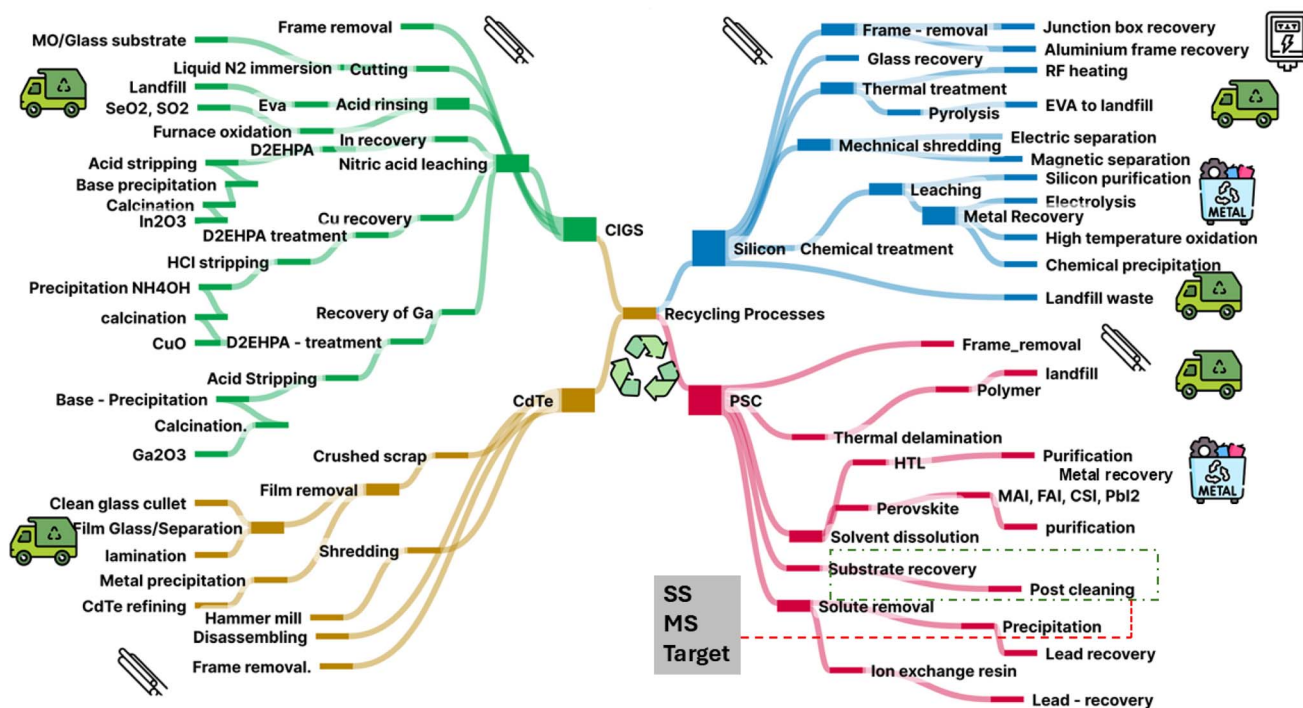 Frame removal
MO/Glass substrate
Liquid N2 immersion
Cutting
Landfill
Eva
Acid rinsing
SeO2, SO2
Furnace oxidation
In recovery
D2EHPA
Nitric acid leaching
Acid stripping
Base precipitation
Calcination
In2O3
Cu recovery
D2EHPA treatment
HCl stripping
Precipitation NH4OH
calcination
CuO
Recovery of Ga
D2EHPA - treatment
Acid Stripping
Base - Precipitation
Calcination.
Ga2O3
CIGS
CdTe
Crushed scrap
Film removal
Clean glass cullet
Film Glass/Separation
lamination
Shredding
Metal precipitation
CdTe refining
Hammer mill
Disassembling
Frame removal.
Recycling Processes
Silicon
Frame - removal
Junction box recovery
Aluminium frame recovery
Glass recovery
Thermal treatment
RF heating
Pyrolysis
EVA to landfill
Mechnical shredding
Electric separation
Magnetic separation
Chemical treatment
Leaching
Silicon purification
Metal Recovery
Electrolysis
High temperature oxidation
Chemical precipitation
Landfill waste
METAL
PSC
Frame_removal
landfill
Polymer
Thermal delamination
HTL
Purification
Metal recovery
METAL
MAI, FAI, CSI, PbI2
Perovskite
purification
Solvent dissolution
Substrate recovery
Post cleaning
Solute removal
Precipitation
Lead recovery
Ion exchange resin
Lead - recovery
SS
MS
Target